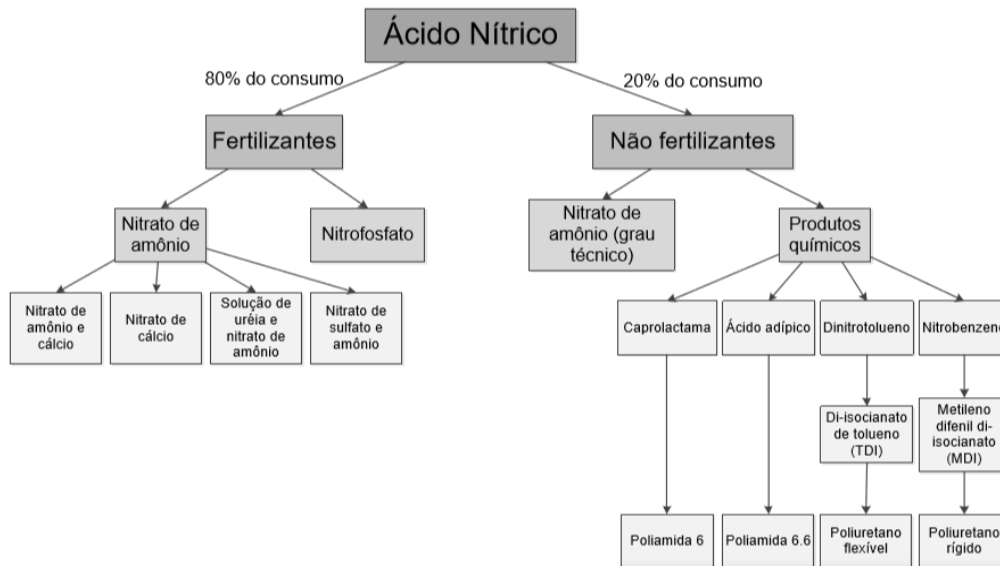 Ácido Nítrico
80% do consumo
20% do consumo
Fertilizantes
Não fertilizantes
Nitrato de
amônio
Nitrofosfato
Nitrato de
amônio (grau
técnico)
Produtos
químicos
Nitrato de
amônio e
cálcio
Nitrato de
cálcio
Solução de
uréia e
nitrato de
amônio
Nitrato de
sulfato e
amônio
Caprolactama
Ácido adípico
Dinitrotolueno
Nitrobenzeno
Di-isocianato
de tolueno
(TDI)
Metileno
difenil di-
isocianato
(MDI)
Poliamida 6
Poliamida 6.6
Poliuretano
flexível
Poliuretano
rígido